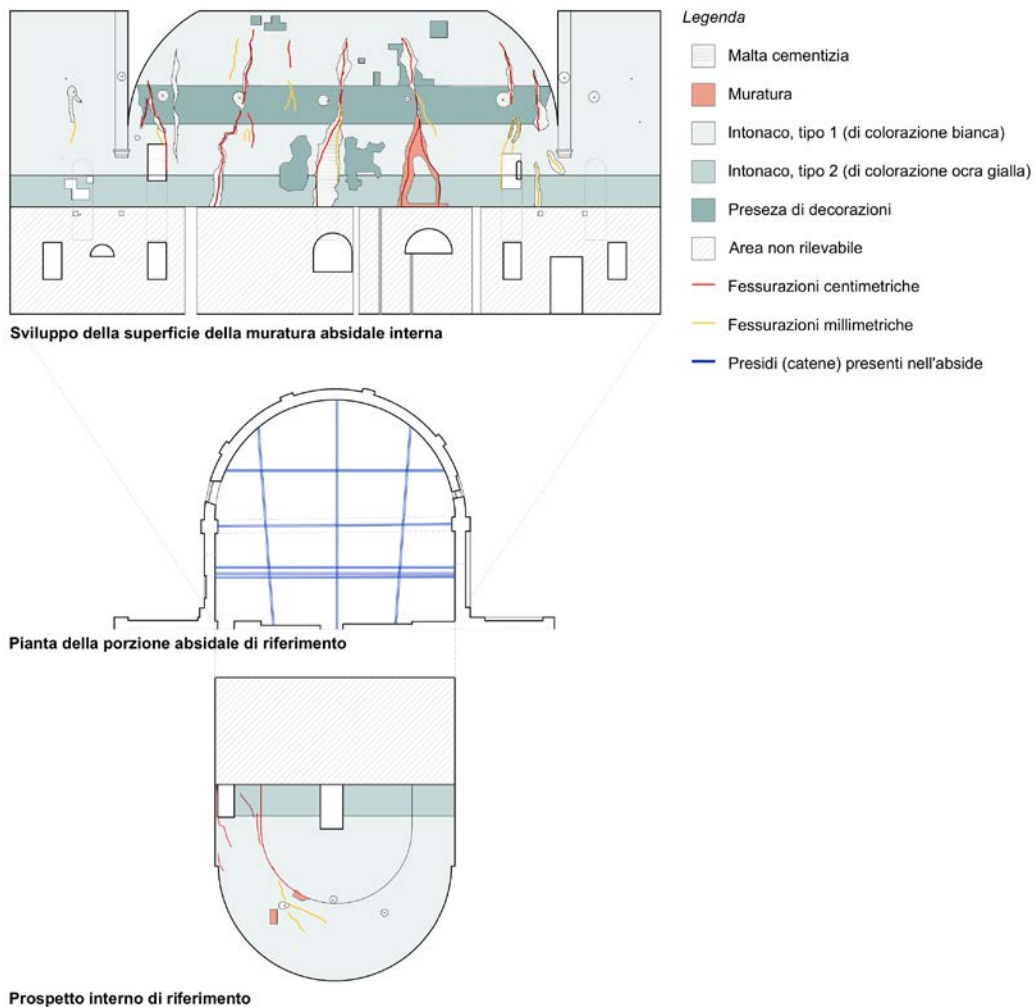 Legenda
Malta cementizia
Muratura
Intonaco, tipo 1 (di colorazione bianca)
Intonaco, tipo 2 (di colorazione ocra gialla)
Preseza di decorazioni
Area non rilevabile
Fessurazioni centimetriche
Fessurazioni millimetriche
Presidi (catene) presenti nell'abside
Sviluppo della superficie della muratura absidale interna
Pianta della porzione absidale di riferimento
Prospetto interno di riferimento